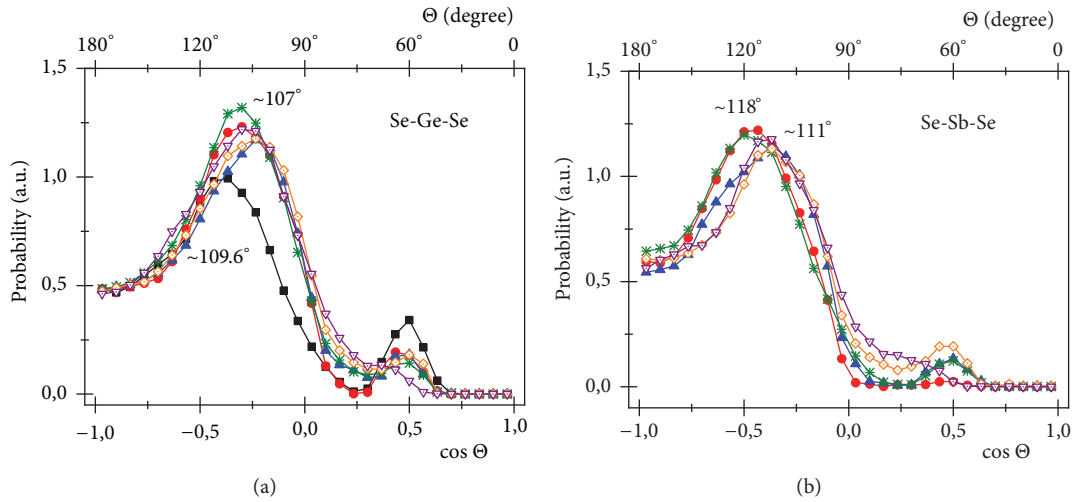 Θ (degree)
180° 120° 90° 60° 0
1,5
~107°
Se-Ge-Se
1,0
Probability (a.u.)
~109.6°
0,5
0,0
−1,0 −0,5 0,0 0,5 1,0
cos Θ
(a)
Θ (degree)
180° 120° 90° 60° 0
1,5
~118°
~111°
Se-Sb-Se
1,0
Probability (a.u.)
0,5
0,0
−1,0 −0,5 0,0 0,5 1,0
cos Θ
(b)